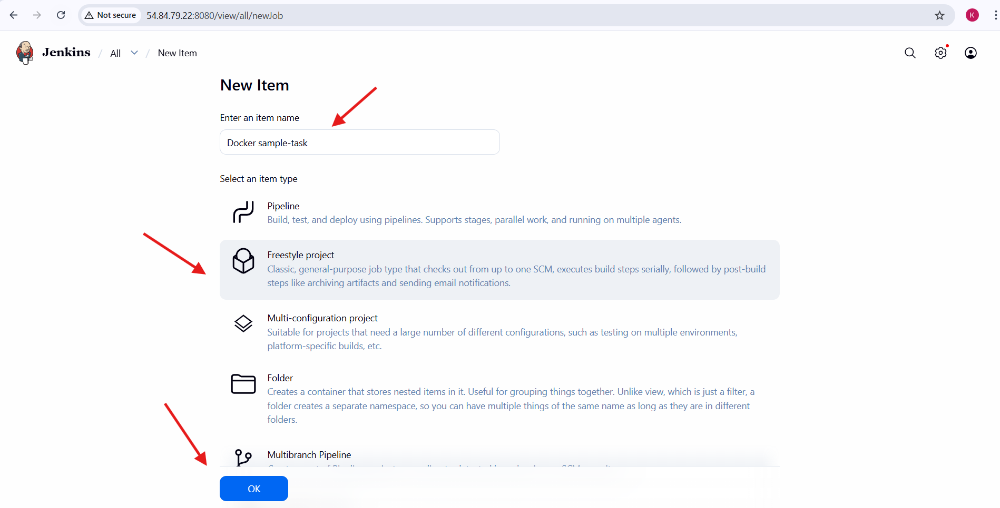 Not secure 54.84.79.22:8080/view/all/newJob
K
Jenkins / All / New Item
New Item
Enter an item name
Docker sample-task
Select an item type
Pipeline
Build, test, and deploy using pipelines. Supports stages, parallel work, and running on multiple agents.
Freestyle project
Classic, general-purpose job type that checks out from up to one SCM, executes build steps serially, followed by post-build
steps like archiving artifacts and sending email notifications.
Multi-configuration project
Suitable for projects that need a large number of different configurations, such as testing on multiple environments,
platform-specific builds, etc.
Folder
Creates a container that stores nested items in it. Useful for grouping things together. Unlike view, which is just a filter, a
folder creates a separate namespace, so you can have multiple things of the same name as long as they are in different
folders.
Multibranch Pipeline
OK